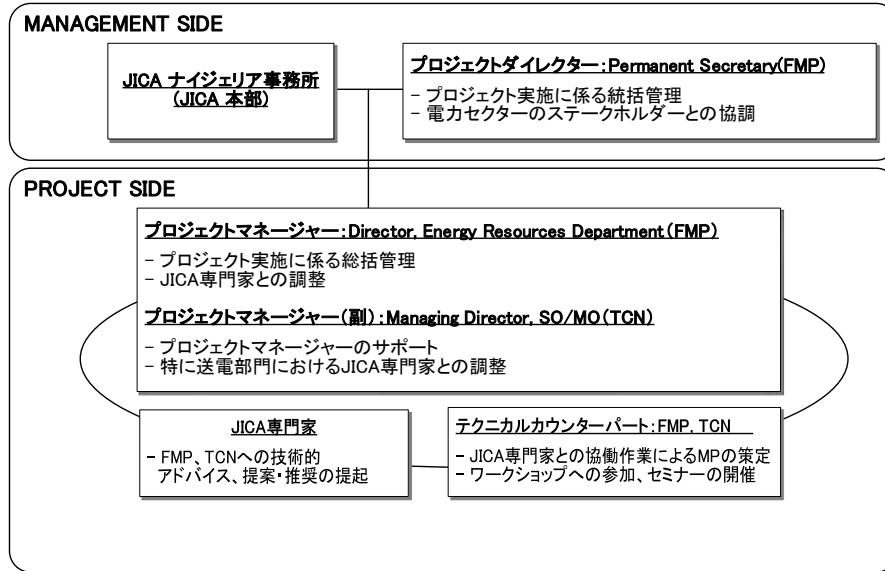 MANAGEMENT SIDE
JICA ナイジェリア事務所
(JICA 本部)
プロジェクトダイレクター:Permanent Secretary(FMP)
- プロジェクト実施に係る統括管理
- 電力セクターのステークホルダーとの協調
PROJECT SIDE
プロジェクトマネージャー:Director, Energy Resources Department(FMP)
- プロジェクト実施に係る総括管理
- JICA専門家との調整
プロジェクトマネージャー(副):Managing Director, SO/MO(TCN)
- プロジェクトマネージャーのサポート
- 特に送電部門におけるJICA専門家との調整
JICA専門家
- FMP、TCNへの技術的
アドバイス、提案・推奨の提起
テクニカルカウンターパート:FMP, TCN
- JICA専門家との協働作業によるMPの策定
- ワークショップへの参加、セミナーの開催